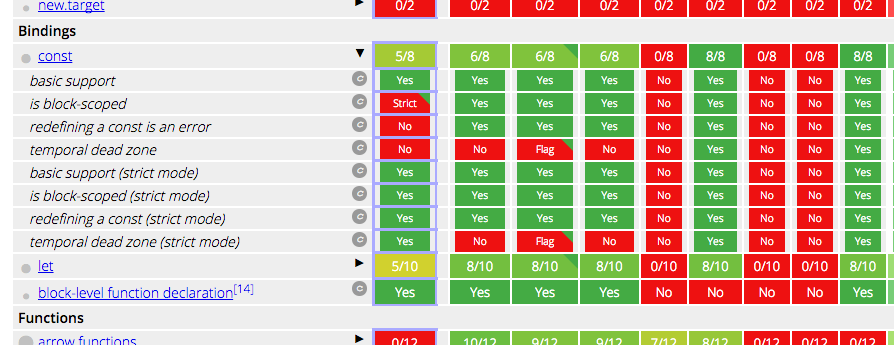 new.target 0/2 0/2 0/2 0/2 0/2 0/2 0/2 0/2 0/2
Bindings
const 5/8 6/8 6/8 6/8 0/8 8/8 0/8 0/8 8/8
basic support C Yes Yes Yes Yes No Yes No No Yes
is block-scoped C Strict Yes Yes Yes No Yes No No Yes
redefining a const is an error C No Yes Yes Yes No Yes No No Yes
temporal dead zone C No No Flag No No Yes No No Yes
basic support (strict mode) C Yes Yes Yes Yes No Yes No No Yes
is block-scoped (strict mode) C Yes Yes Yes Yes No Yes No No Yes
redefining a const (strict mode) C Yes Yes Yes Yes No Yes No No Yes
temporal dead zone (strict mode) C Yes No Flag No No Yes No No Yes
let 5/10 8/10 8/10 8/10 0/10 8/10 0/10 0/10 8/10
block-level function declaration[14] C Yes Yes Yes Yes No No No No Yes
Functions
arrow functions 0/12 10/12 9/12 9/12 7/12 8/12 0/12 0/12 0/12